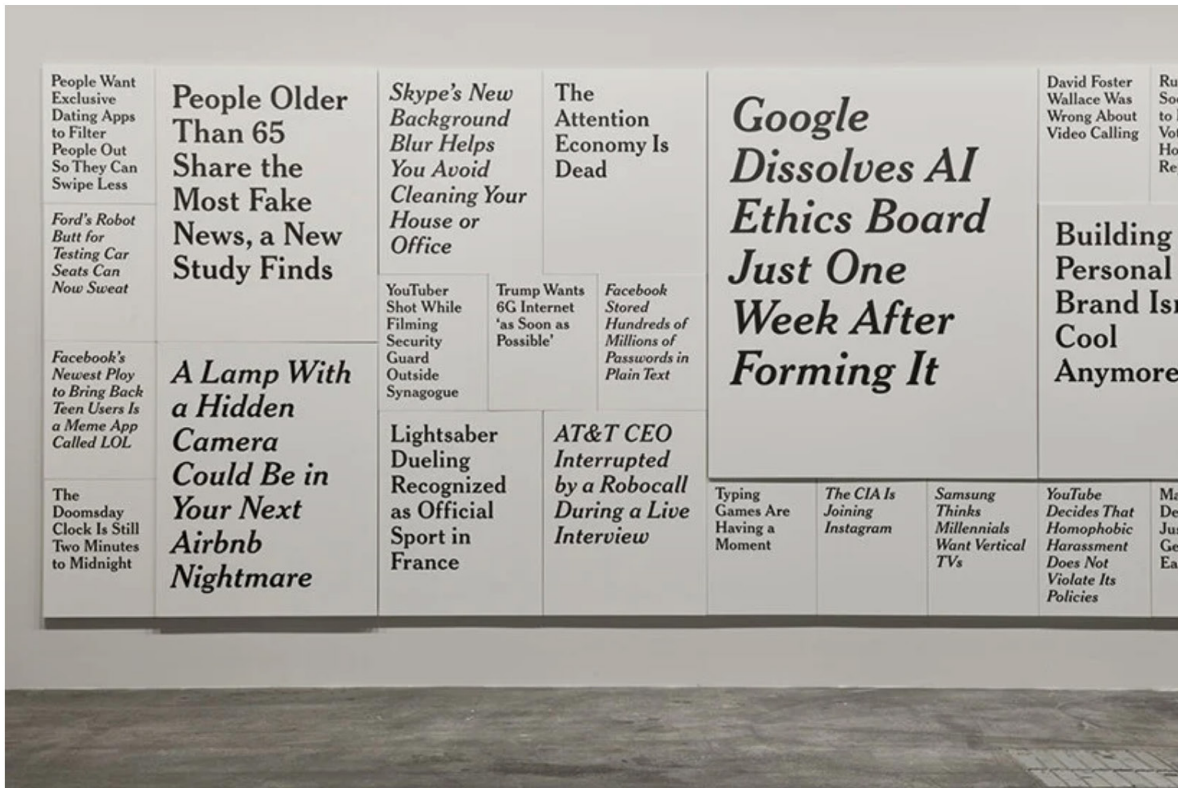 People Want
Exclusive
Dating Apps
to Filter
People Out
So They Can
Swipe Less
Ford's Robot
Butt for
Testing Car
Seats Can
Now Sweat
Facebook's
Newest Ploy
to Bring Back
Teen Users Is
a Meme App
Called LOL
The
Doomsday
Clock Is Still
Two Minutes
to Midnight
People Older
Than 65
Share the
Most Fake
News, a New
Study Finds
A Lamp With
a Hidden
Camera
Could Be in
Your Next
Airbnb
Nightmare
Skype's New
Background
Blur Helps
You Avoid
Cleaning Your
House or
Office
The
Attention
Economy Is
Dead
YouTuber
Shot While
Filming
Security
Guard
Outside
Synagogue
Trump Wants
6G Internet
'as Soon as
Possible'
Facebook
Stored
Hundreds of
Millions of
Passwords in
Plain Text
Lightsaber
Dueling
Recognized
as Official
Sport in
France
AT&T CEO
Interrupted
by a Robocall
During a Live
Interview
Google
Dissolves AI
Ethics Board
Just One
Week After
Forming It
Typing
Games Are
Having a
Moment
The CIA Is
Joining
Instagram
Samsung
Thinks
Millennials
Want Vertical
TVs
David Foster
Wallace Was
Wrong About
Video Calling
Building
Personal
Brand
Cool
Anymore
YouTube
Decides That
Homophobic
Harassment
Does Not
Violate Its
Policies